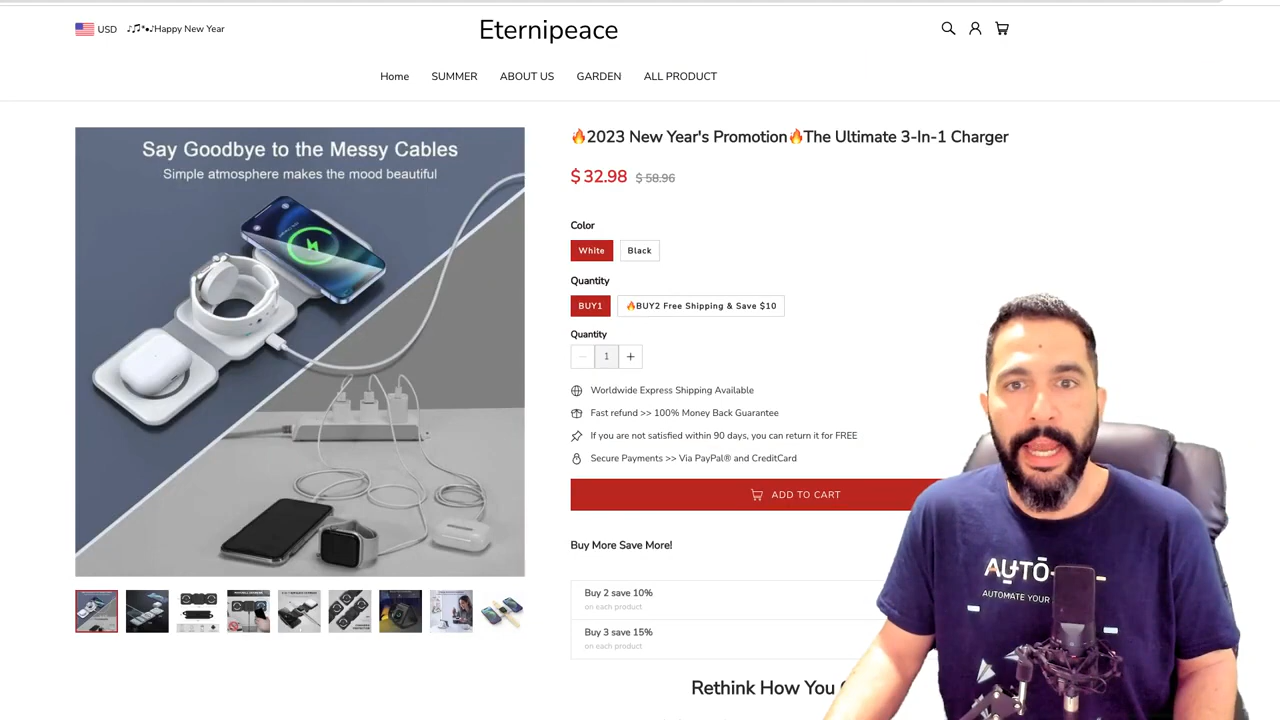 USD ♪♫*•♪Happy New Year
Eternipeace
Home SUMMER ABOUT US GARDEN ALL PRODUCT
Say Goodbye to the Messy Cables
Simple atmosphere makes the mood beautiful
🔥2023 New Year's Promotion🔥The Ultimate 3-In-1 Charger
$ 32.98 $ 58.96
Color
White Black
Quantity
BUY1 🔥BUY2 Free Shipping & Save $10
Quantity
1
Worldwide Express Shipping Available
Fast refund >> 100% Money Back Guarantee
If you are not satisfied within 90 days, you can return it for FREE
Secure Payments >> Via PayPal® and CreditCard
ADD TO CART
Buy More Save More!
Buy 2 save 10%
on each product
Buy 3 save 15%
on each product
Rethink How You
AUTO-
AUTOMATE YOUR